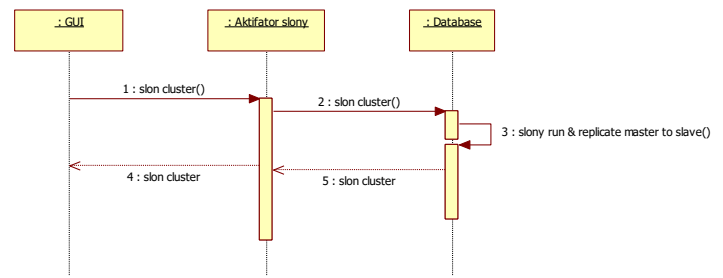 : GUI
: Aktifator slony
: Database
1 : slon cluster()
2 : slon cluster()
3 : slony run & replicate master to slave()
4 : slon cluster
5 : slon cluster